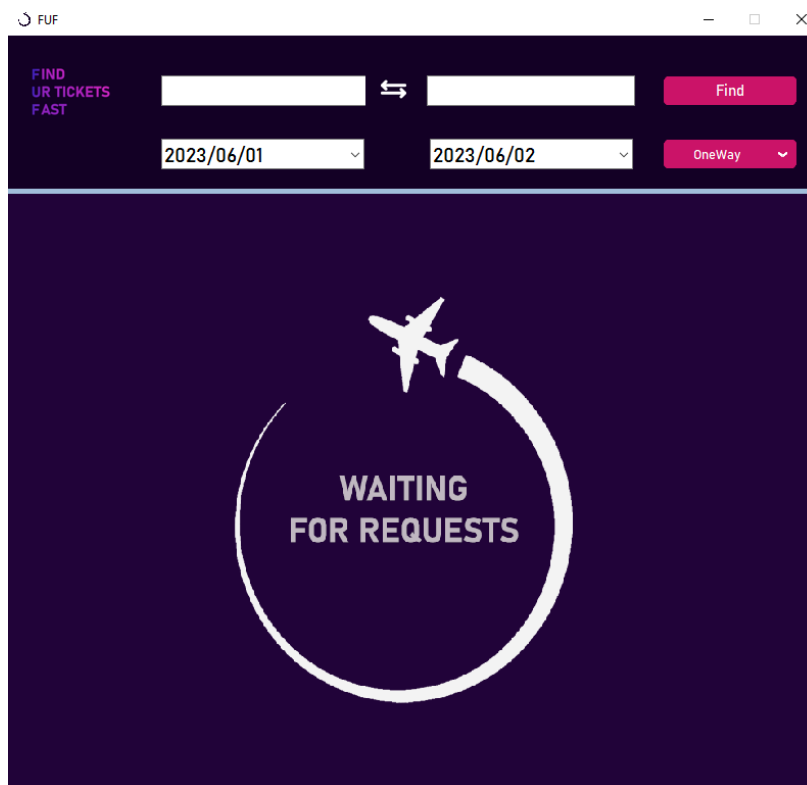 FUF
FIND
UR TICKETS
FAST
Find
2023/06/01
2023/06/02
OneWay
WAITING
FOR REQUESTS